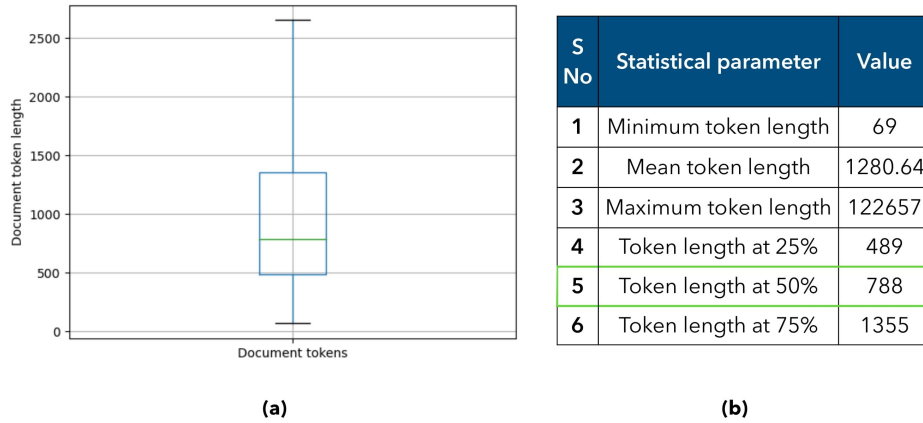 2500
2000
1500
1000
500
0
Document token length
Document tokens
(a)
S No Statistical parameter Value
1 Minimum token length 69
2 Mean token length 1280.64
3 Maximum token length 122657
4 Token length at 25% 489
5 Token length at 50% 788
6 Token length at 75% 1355
(b)